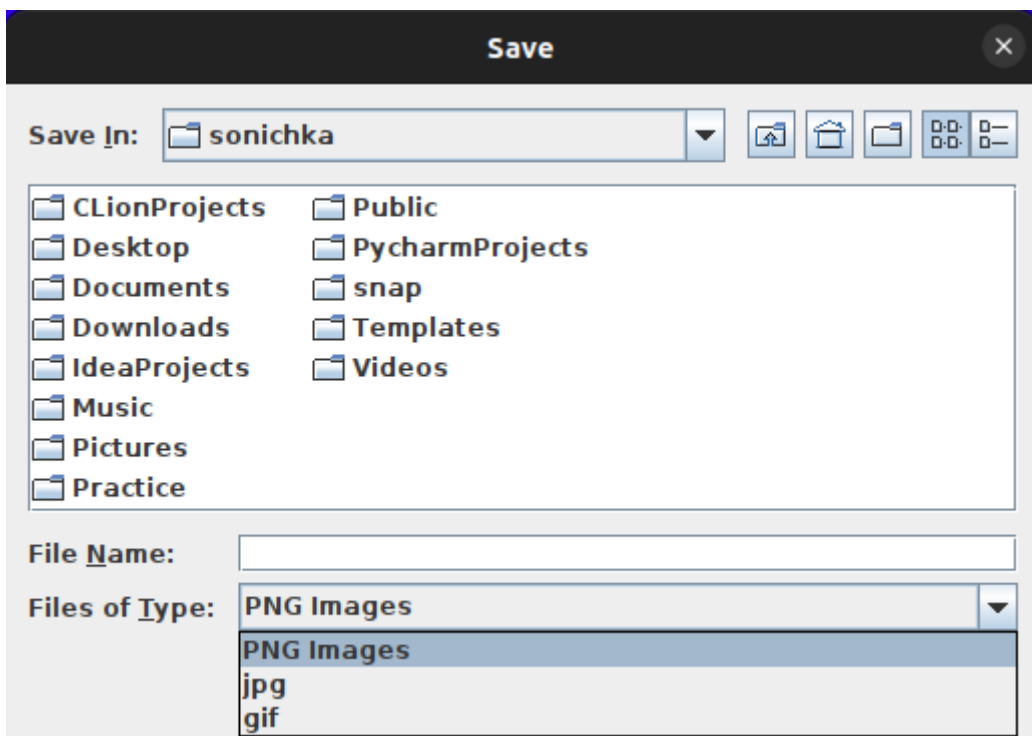 Save
Save In: sonichka
CLionProjects Public
Desktop PycharmProjects
Documents snap
Downloads Templates
IdeaProjects Videos
Music
Pictures
Practice
File Name:
Files of Type: PNG Images
PNG Images
jpg
gif